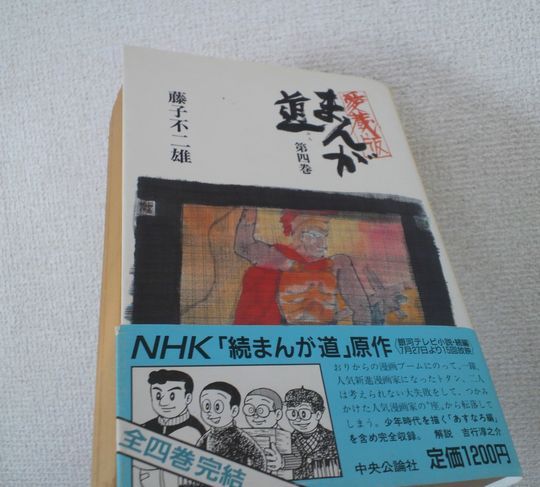 愛蔵版
まんが
道
第四巻
藤子不二雄
NHK「続まんが道」原作
銀河テレビ小説・続編
7月27日より15回放映
おりからの漫画ブームにのって、一躍、
人気新進漫画家になったトタン、二人
は考えられない大失敗をして、つかみ
かけた人気漫画家の“座”から転落して
しまう。少年時代を描く「あすなろ編」
を含め完全収録。 解説 吉行淳之介
全四巻完結
中央公論社 定価1200円